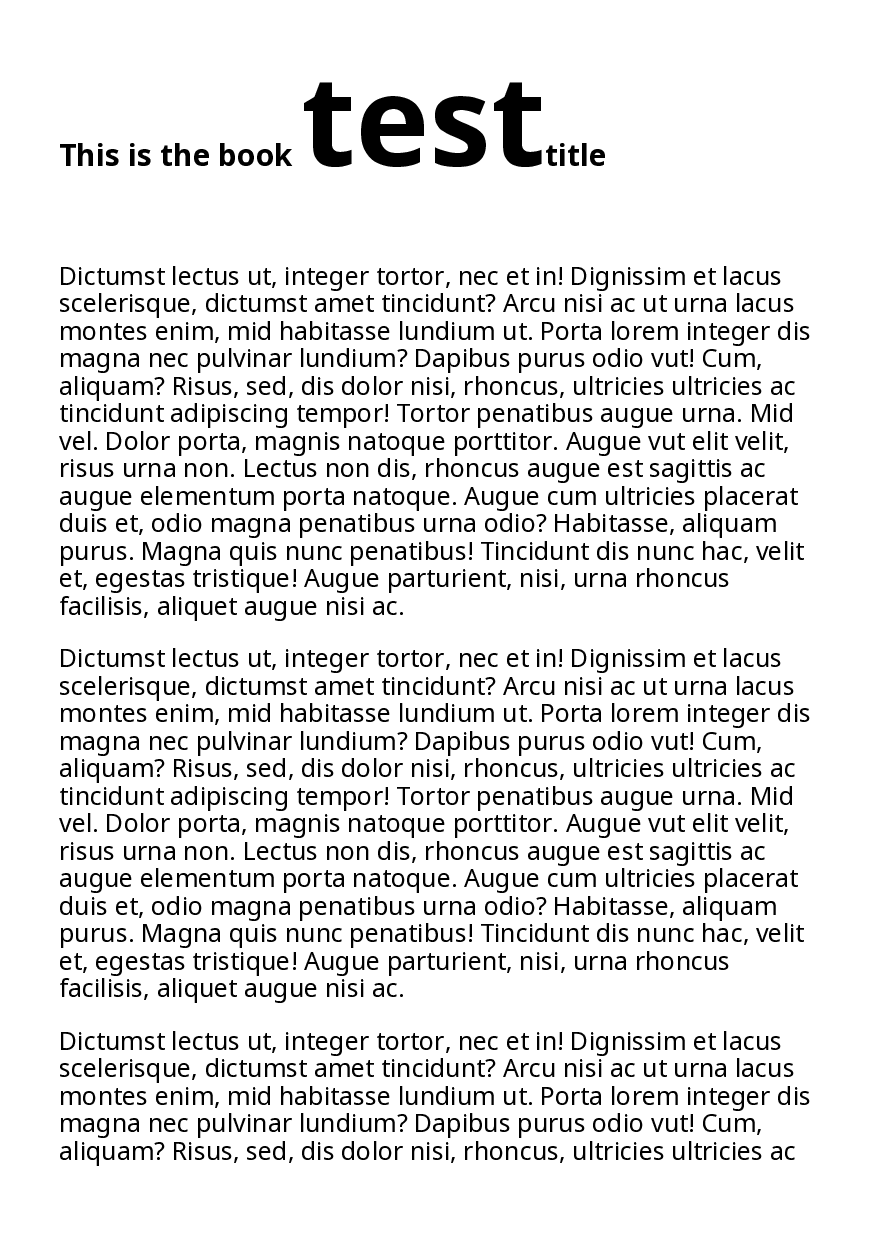 This is the book testtitle
Dictumst lectus ut, integer tortor, nec et in! Dignissim et lacus
scelerisque, dictumst amet tincidunt? Arcu nisi ac ut urna lacus
montes enim, mid habitasse lundium ut. Porta lorem integer dis
magna nec pulvinar lundium? Dapibus purus odio vut! Cum,
aliquam? Risus, sed, dis dolor nisi, rhoncus, ultricies ultricies ac
tincidunt adipiscing tempor! Tortor penatibus augue urna. Mid
vel. Dolor porta, magnis natoque porttitor. Augue vut elit velit,
risus urna non. Lectus non dis, rhoncus augue est sagittis ac
augue elementum porta natoque. Augue cum ultricies placerat
duis et, odio magna penatibus urna odio? Habitasse, aliquam
purus. Magna quis nunc penatibus! Tincidunt dis nunc hac, velit
et, egestas tristique! Augue parturient, nisi, urna rhoncus
facilisis, aliquet augue nisi ac.
Dictumst lectus ut, integer tortor, nec et in! Dignissim et lacus
scelerisque, dictumst amet tincidunt? Arcu nisi ac ut urna lacus
montes enim, mid habitasse lundium ut. Porta lorem integer dis
magna nec pulvinar lundium? Dapibus purus odio vut! Cum,
aliquam? Risus, sed, dis dolor nisi, rhoncus, ultricies ultricies ac
tincidunt adipiscing tempor! Tortor penatibus augue urna. Mid
vel. Dolor porta, magnis natoque porttitor. Augue vut elit velit,
risus urna non. Lectus non dis, rhoncus augue est sagittis ac
augue elementum porta natoque. Augue cum ultricies placerat
duis et, odio magna penatibus urna odio? Habitasse, aliquam
purus. Magna quis nunc penatibus! Tincidunt dis nunc hac, velit
et, egestas tristique! Augue parturient, nisi, urna rhoncus
facilisis, aliquet augue nisi ac.
Dictumst lectus ut, integer tortor, nec et in! Dignissim et lacus
scelerisque, dictumst amet tincidunt? Arcu nisi ac ut urna lacus
montes enim, mid habitasse lundium ut. Porta lorem integer dis
magna nec pulvinar lundium? Dapibus purus odio vut! Cum,
aliquam? Risus, sed, dis dolor nisi, rhoncus, ultricies ultricies ac